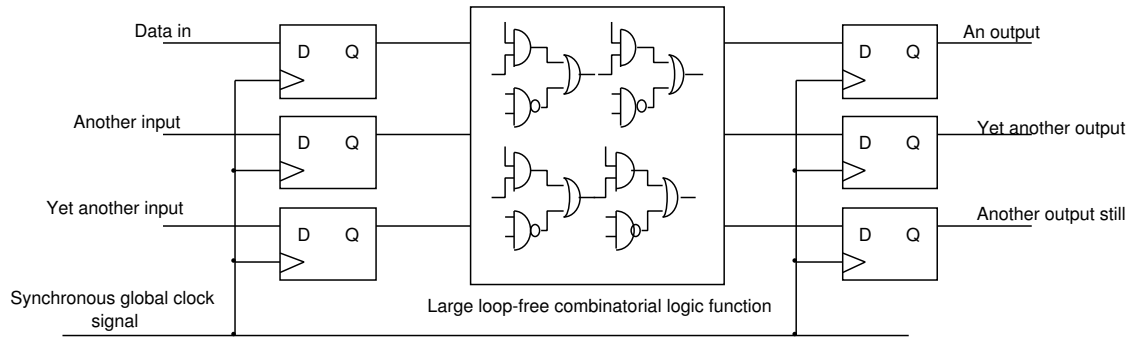 Data in
D Q
An output
D Q
Another input
D Q
Yet another output
D Q
Yet another input
D Q
Another output still
D Q
Synchronous global clock
signal
Large loop-free combinatorial logic function